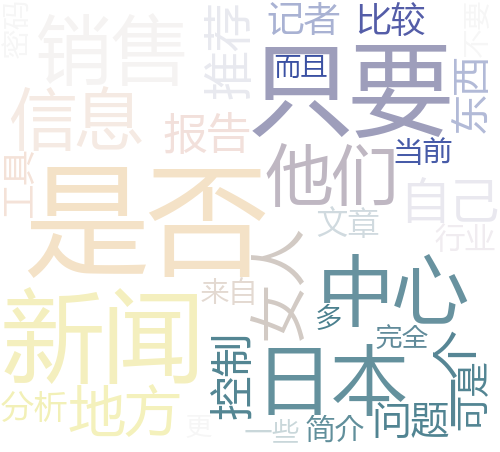 密码
销售
推荐
记者
比较
不要
而且
只要
东西
信息
报告
他们
当前
工具
是否
自己
文章
行业
女人
来自
中心
新闻
多
完全
个
控制
日本
可是
分析
地方
更
一些
简介
问题